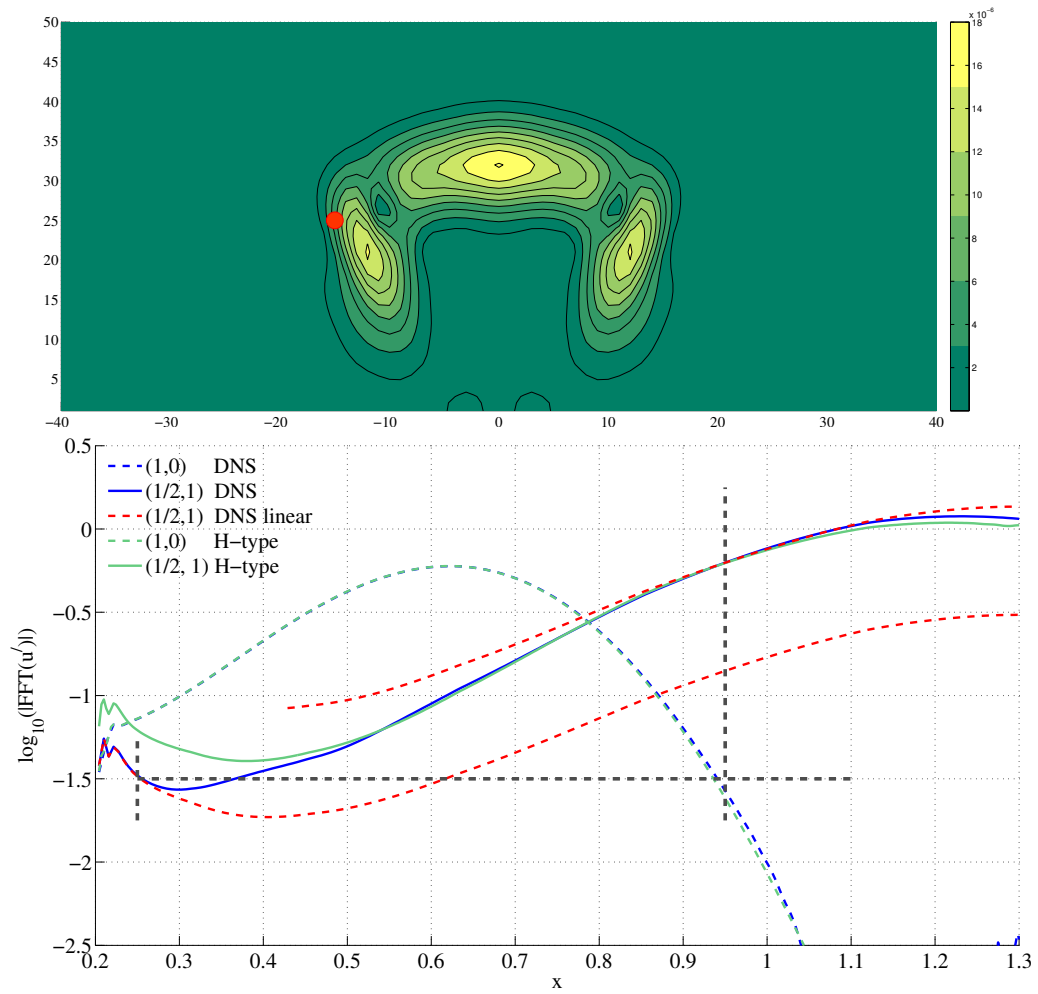 x 10⁻⁶
50
45
40
35
30
25
20
15
10
5
−40 −30 −20 −10 0 10 20 30 40
18
16
14
12
10
8
6
4
2
0.5
0
−0.5
−1
−1.5
−2
−2.5
log₁₀(|FFT(u′)|)
(1,0) DNS
(1/2,1) DNS
(1/2,1) DNS linear
(1,0) H−type
(1/2, 1) H−type
0.2 0.3 0.4 0.5 0.6 0.7 0.8 0.9 1 1.1 1.2 1.3
x